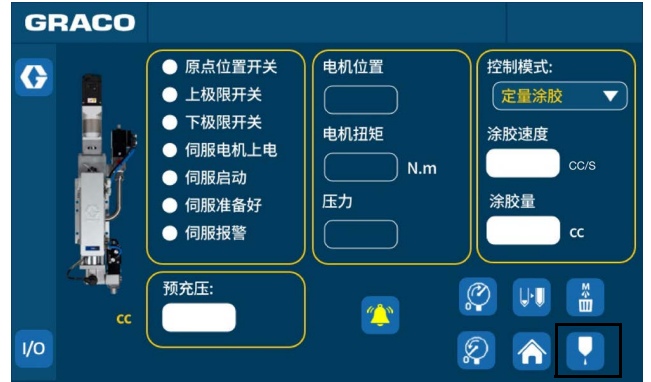 GRACO
原点位置开关
上极限开关
下极限开关
伺服电机上电
伺服启动
伺服准备好
伺服报警
电机位置
电机扭矩
N.m
压力
控制模式:
定量涂胶
涂胶速度
CC/S
涂胶量
cc
预充压:
cc
I/O
M
0
0